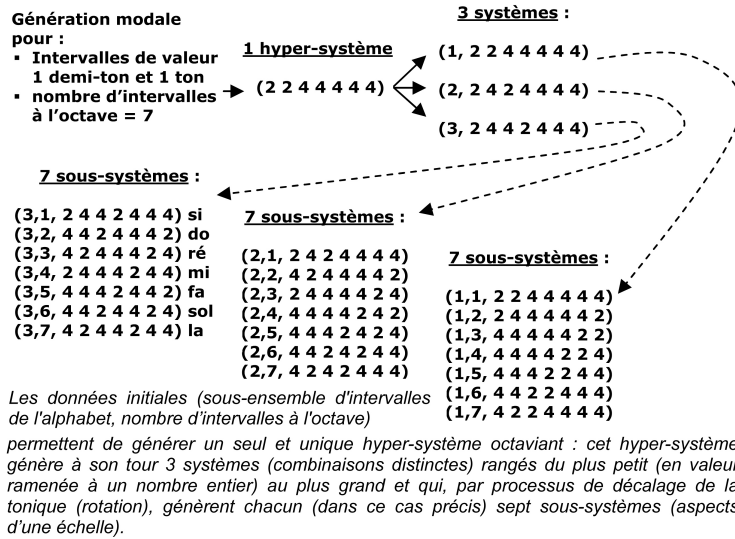 Génération modale
pour :
▪ Intervalles de valeur
1 demi-ton et 1 ton
▪ nombre d'intervalles
à l'octave = 7
1 hyper-système
(2 2 4 4 4 4 4)
3 systèmes :
(1, 2 2 4 4 4 4 4)
(2, 2 4 2 4 4 4 4)
(3, 2 4 4 2 4 4 4)
7 sous-systèmes :
(3,1, 2 4 4 2 4 4 4) si
(3,2, 4 4 2 4 4 4 2) do
(3,3, 4 2 4 4 4 2 4) ré
(3,4, 2 4 4 4 2 4 4) mi
(3,5, 4 4 4 2 4 4 2) fa
(3,6, 4 4 2 4 4 2 4) sol
(3,7, 4 2 4 4 2 4 4) la
7 sous-systèmes :
(2,1, 2 4 2 4 4 4 4)
(2,2, 4 2 4 4 4 4 2)
(2,3, 2 4 4 4 4 2 4)
(2,4, 4 4 4 4 2 4 2)
(2,5, 4 4 4 2 4 2 4)
(2,6, 4 4 2 4 2 4 4)
(2,7, 4 2 4 2 4 4 4)
7 sous-systèmes :
(1,1, 2 2 4 4 4 4 4)
(1,2, 2 4 4 4 4 4 2)
(1,3, 4 4 4 4 4 2 2)
(1,4, 4 4 4 4 2 2 4)
(1,5, 4 4 4 2 2 4 4)
(1,6, 4 4 2 2 4 4 4)
(1,7, 4 2 2 4 4 4 4)
Les données initiales (sous-ensemble d'intervalles
de l'alphabet, nombre d'intervalles à l'octave)
permettent de générer un seul et unique hyper-système octaviant : cet hyper-système
génère à son tour 3 systèmes (combinaisons distinctes) rangés du plus petit (en valeur
ramenée à un nombre entier) au plus grand et qui, par processus de décalage de la
tonique (rotation), génèrent chacun (dans ce cas précis) sept sous-systèmes (aspects
d'une échelle).